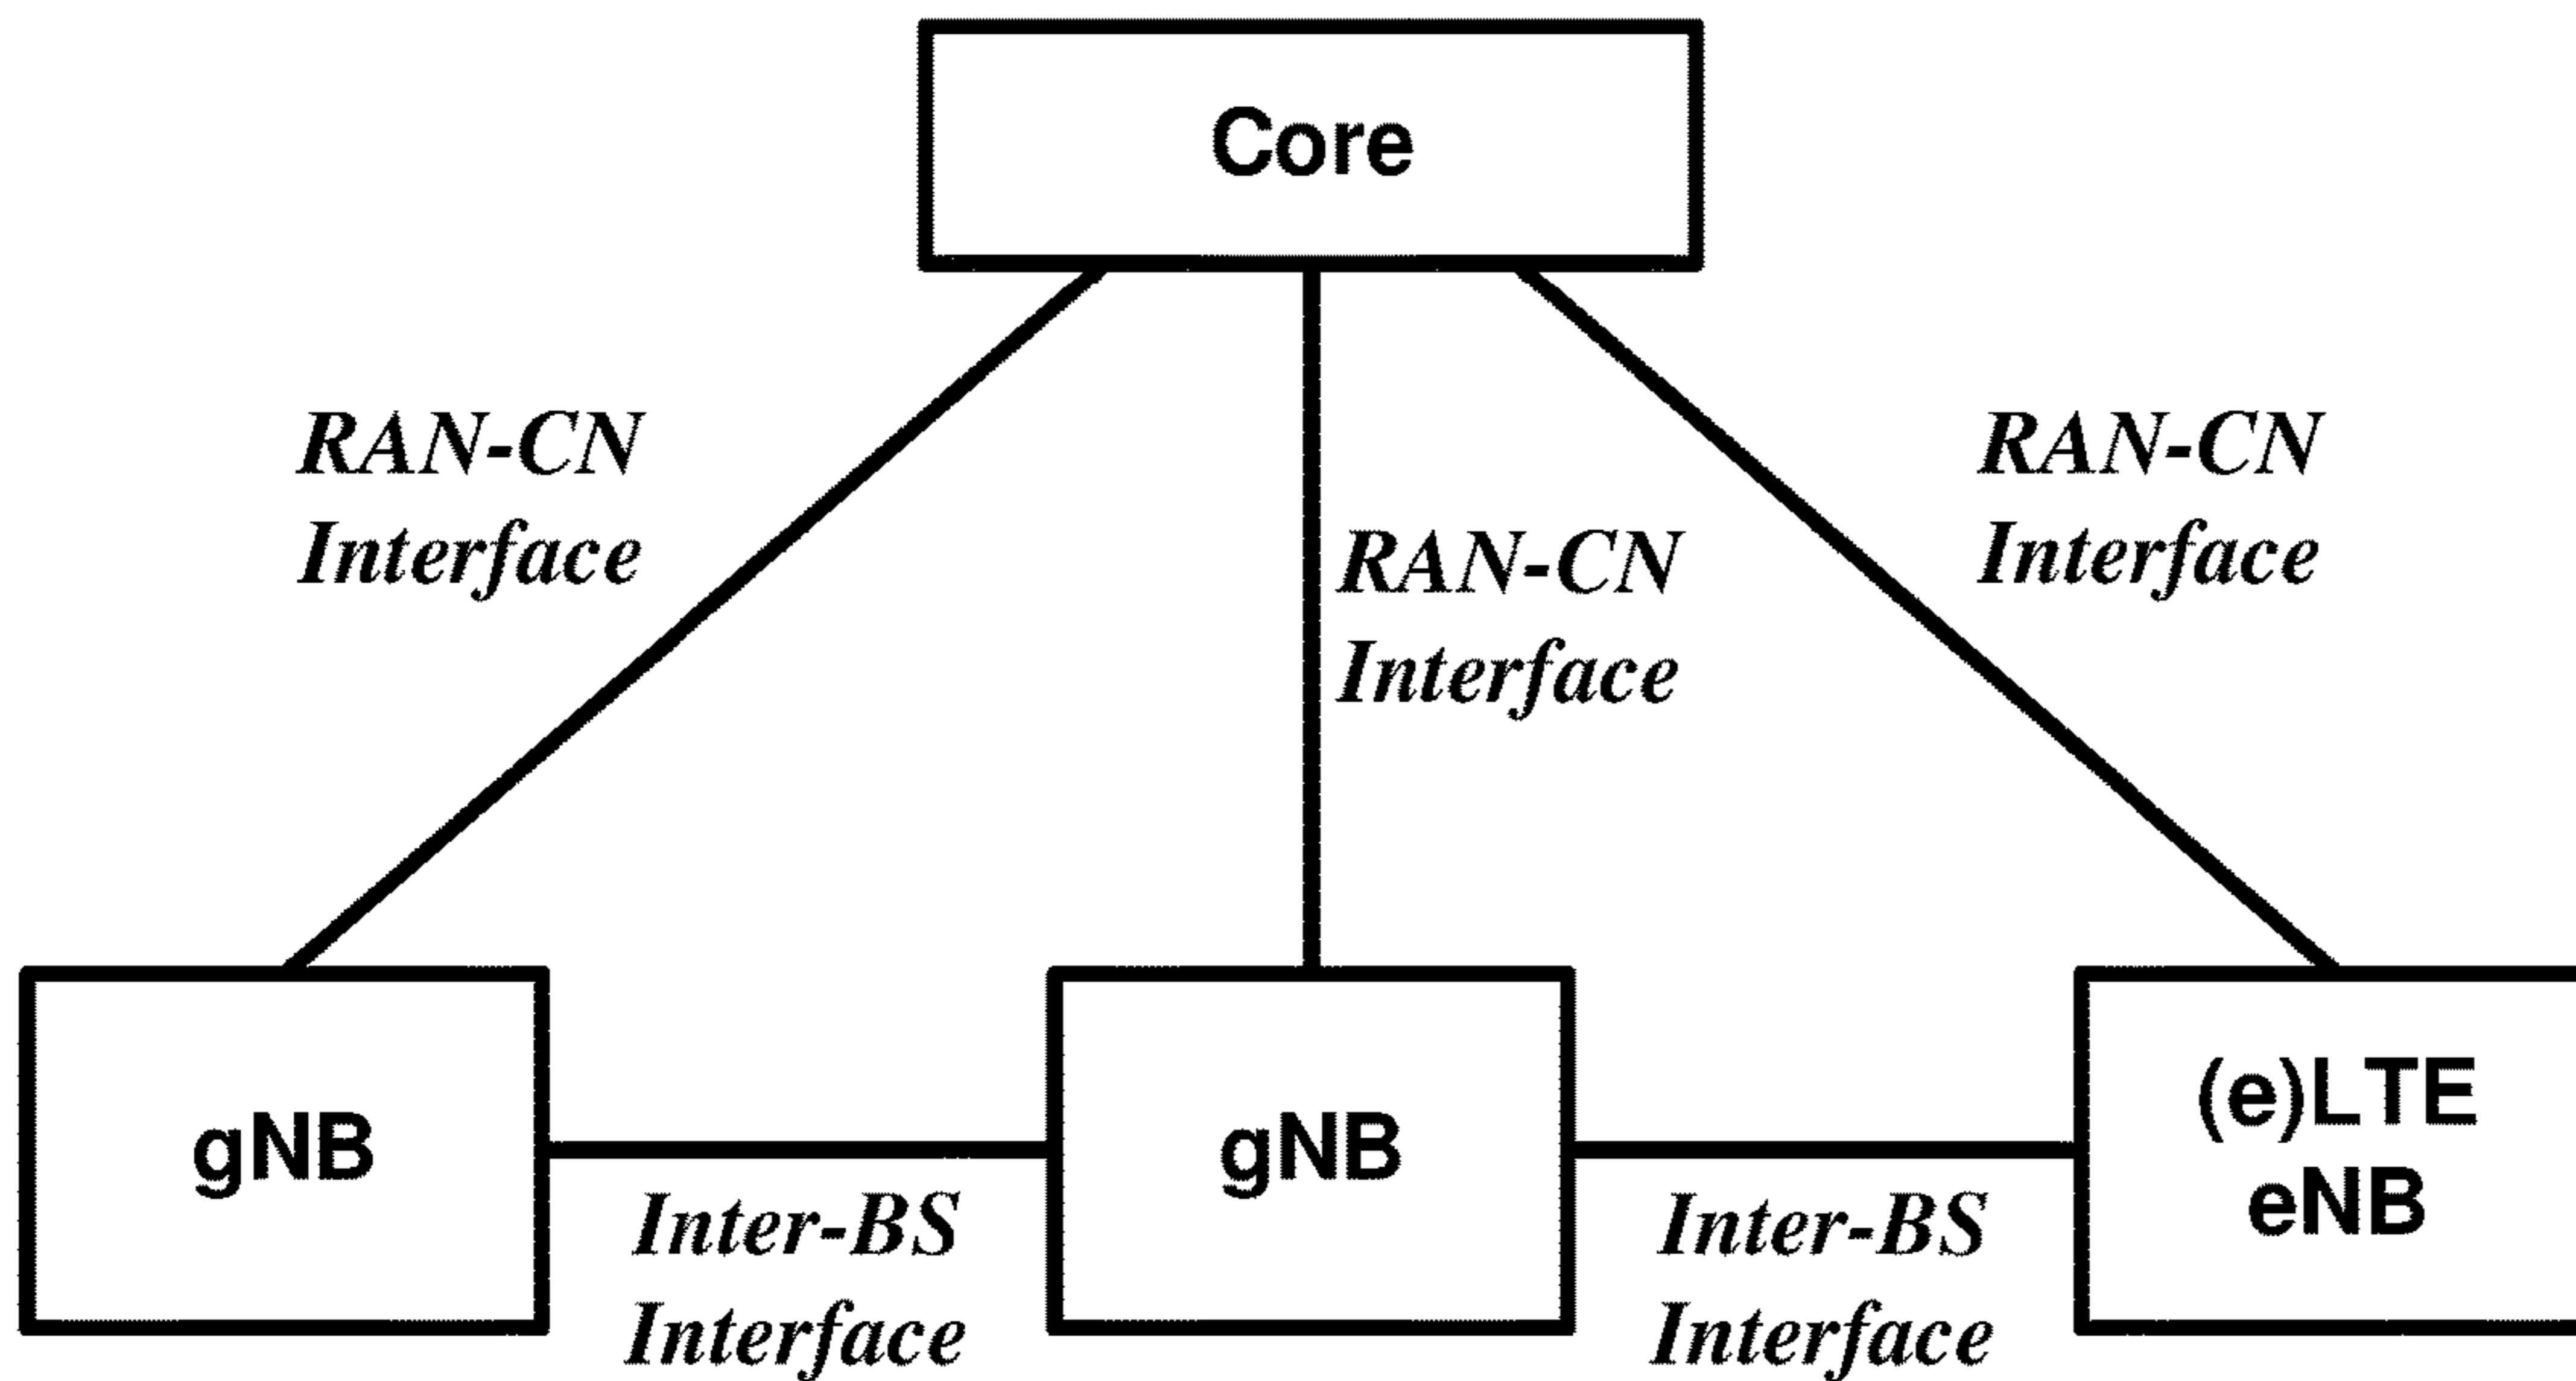 Core
RAN-CN
Interface
RAN-CN
Interface
RAN-CN
Interface
gNB
gNB
(e)LTE
eNB
Inter-BS
Interface
Inter-BS
Interface